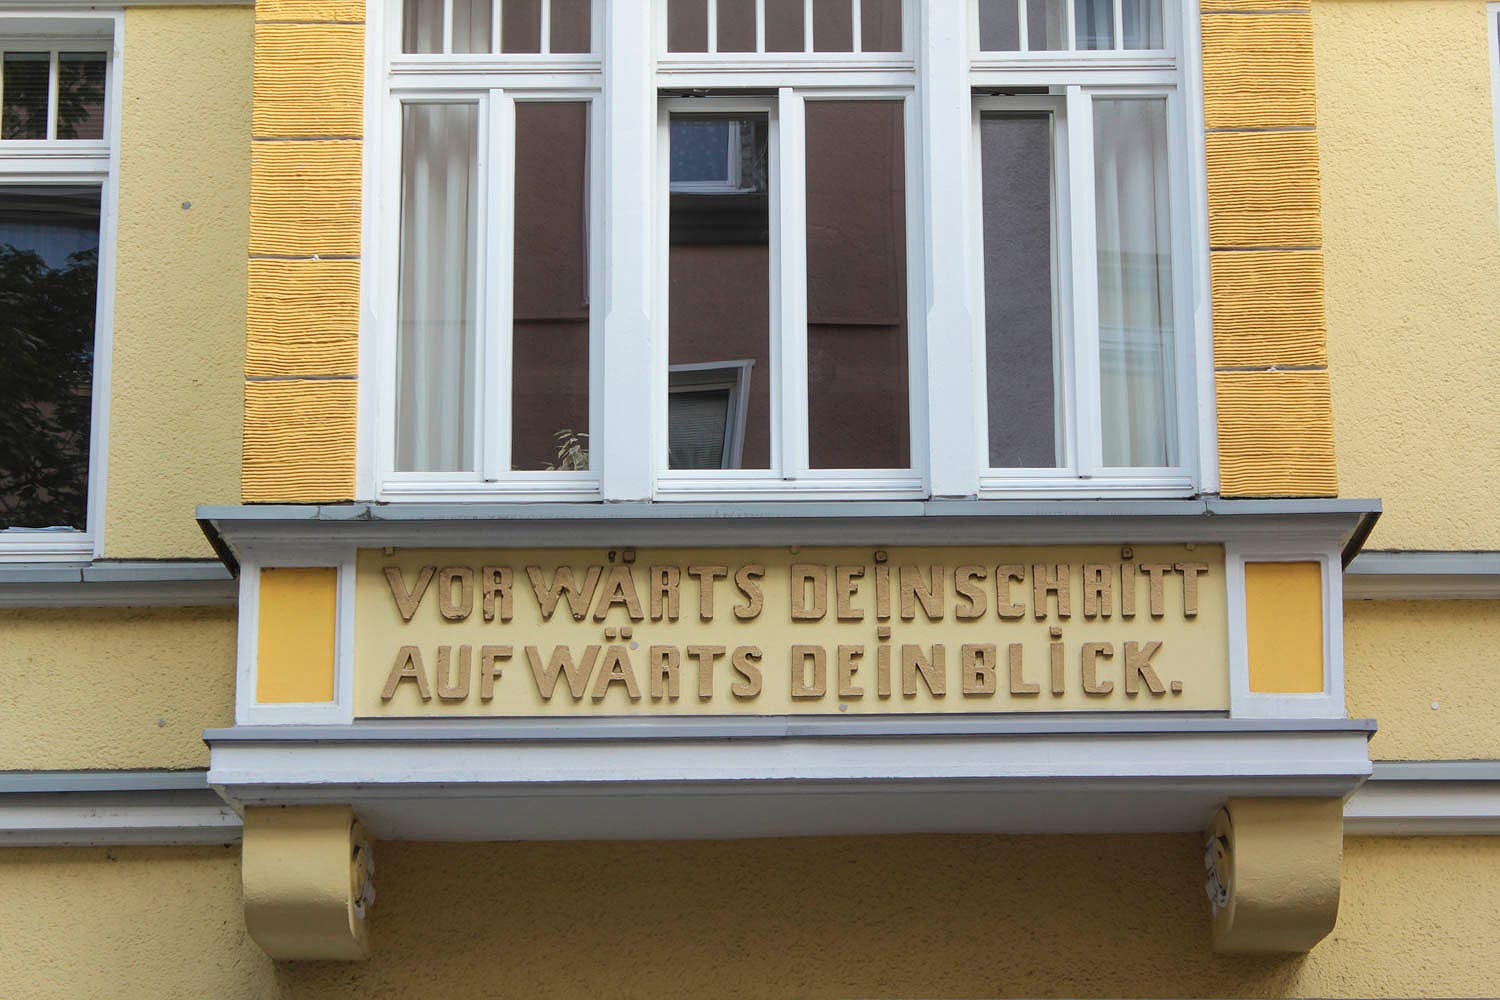 VORWÄRTS DEIN SCHRITT
AUFWÄRTS DEIN BLICK.